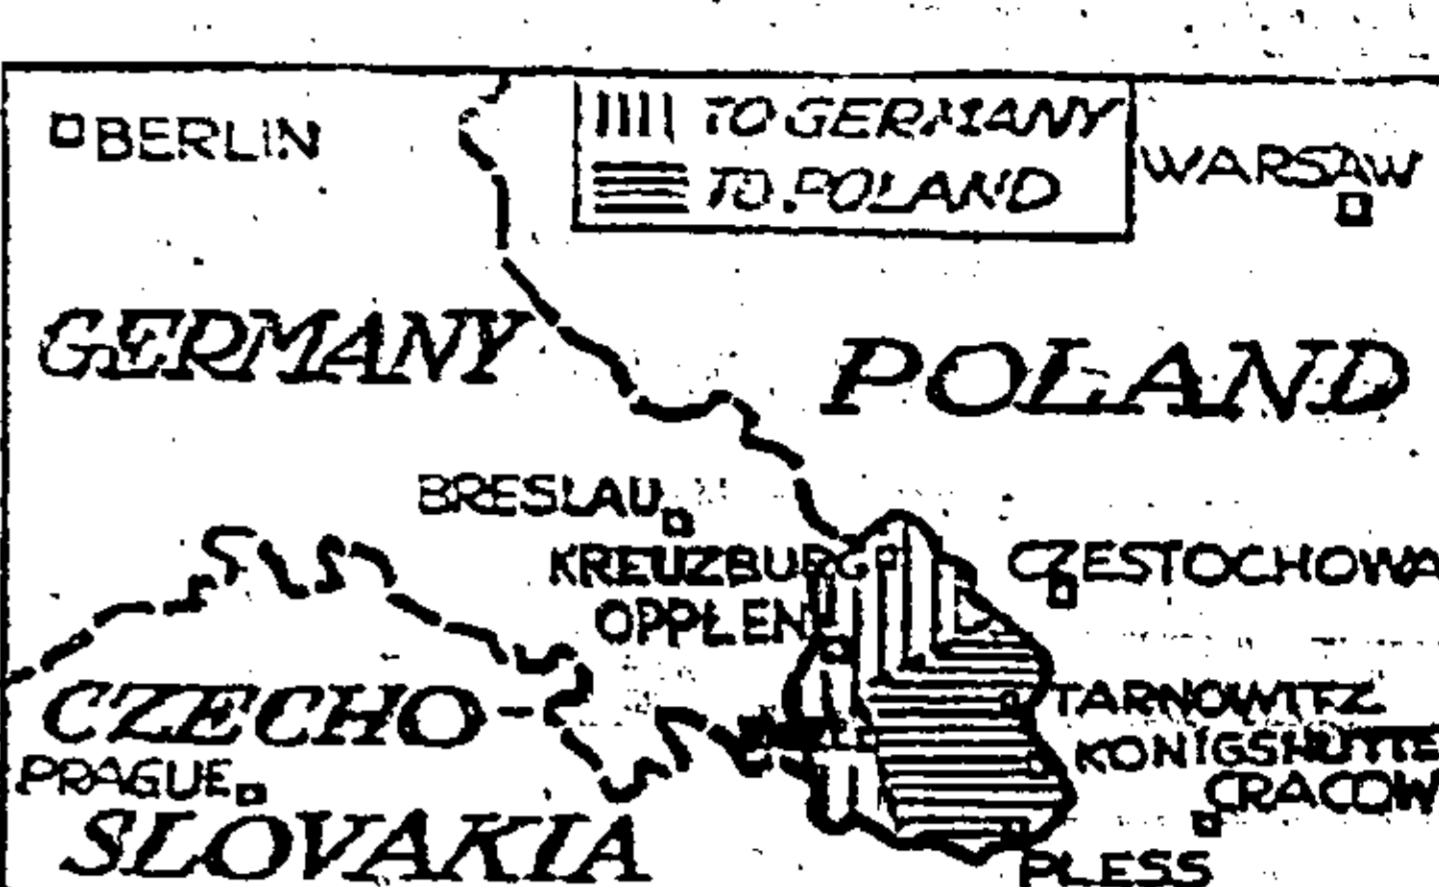 BERLIN
TO GERMANY
TO POLAND
WARSAW
GERMANY
POLAND
BRESLAU
KREUZBURG
OPPLEN
CZESTOCHOWA
CZECHO-
TARNOWITZ
KONIGSHUTTE
PRAGUE
CRACOW
SLOVAKIA
PLESS